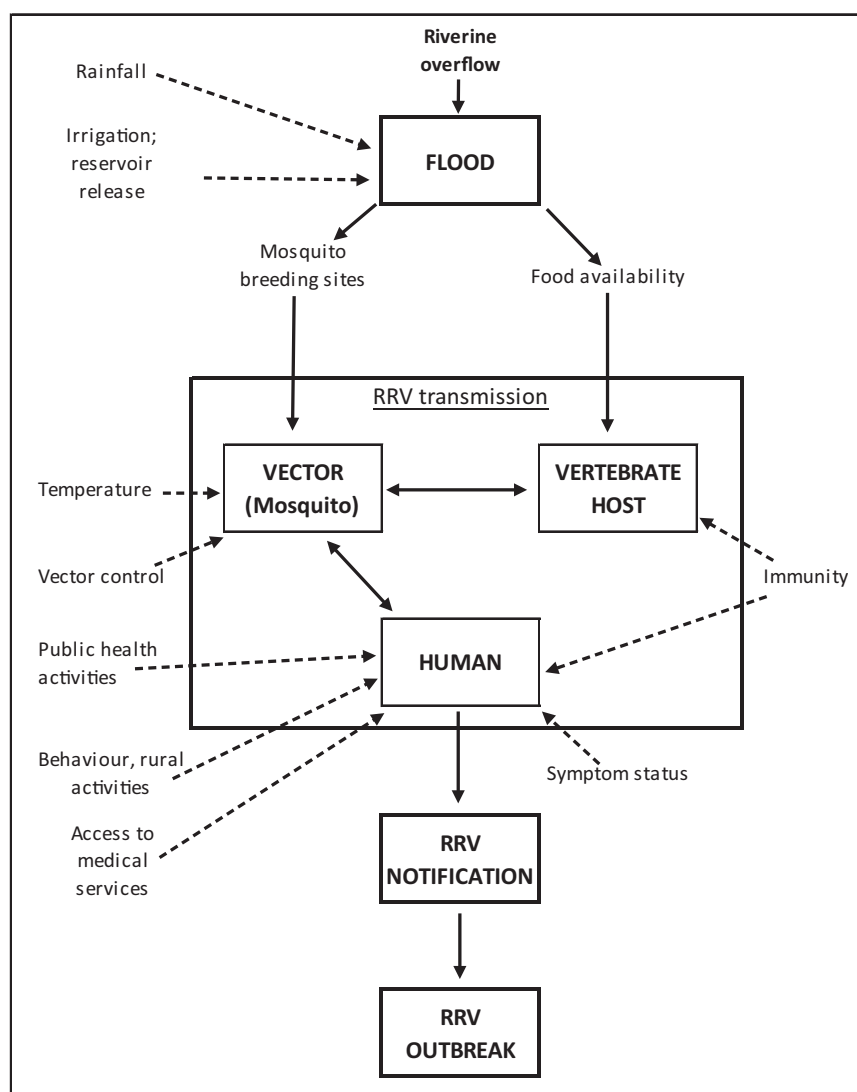 Riverine
overflow
Rainfall
Irrigation;
reservoir
release
FLOOD
Mosquito
breeding sites
Food availability
RRV transmission
VECTOR
(Mosquito)
VERTEBRATE
HOST
Temperature
Vector control
Immunity
Public health
activities
HUMAN
Behaviour, rural
activities
Symptom status
Access to
medical
services
RRV
NOTIFICATION
RRV
OUTBREAK